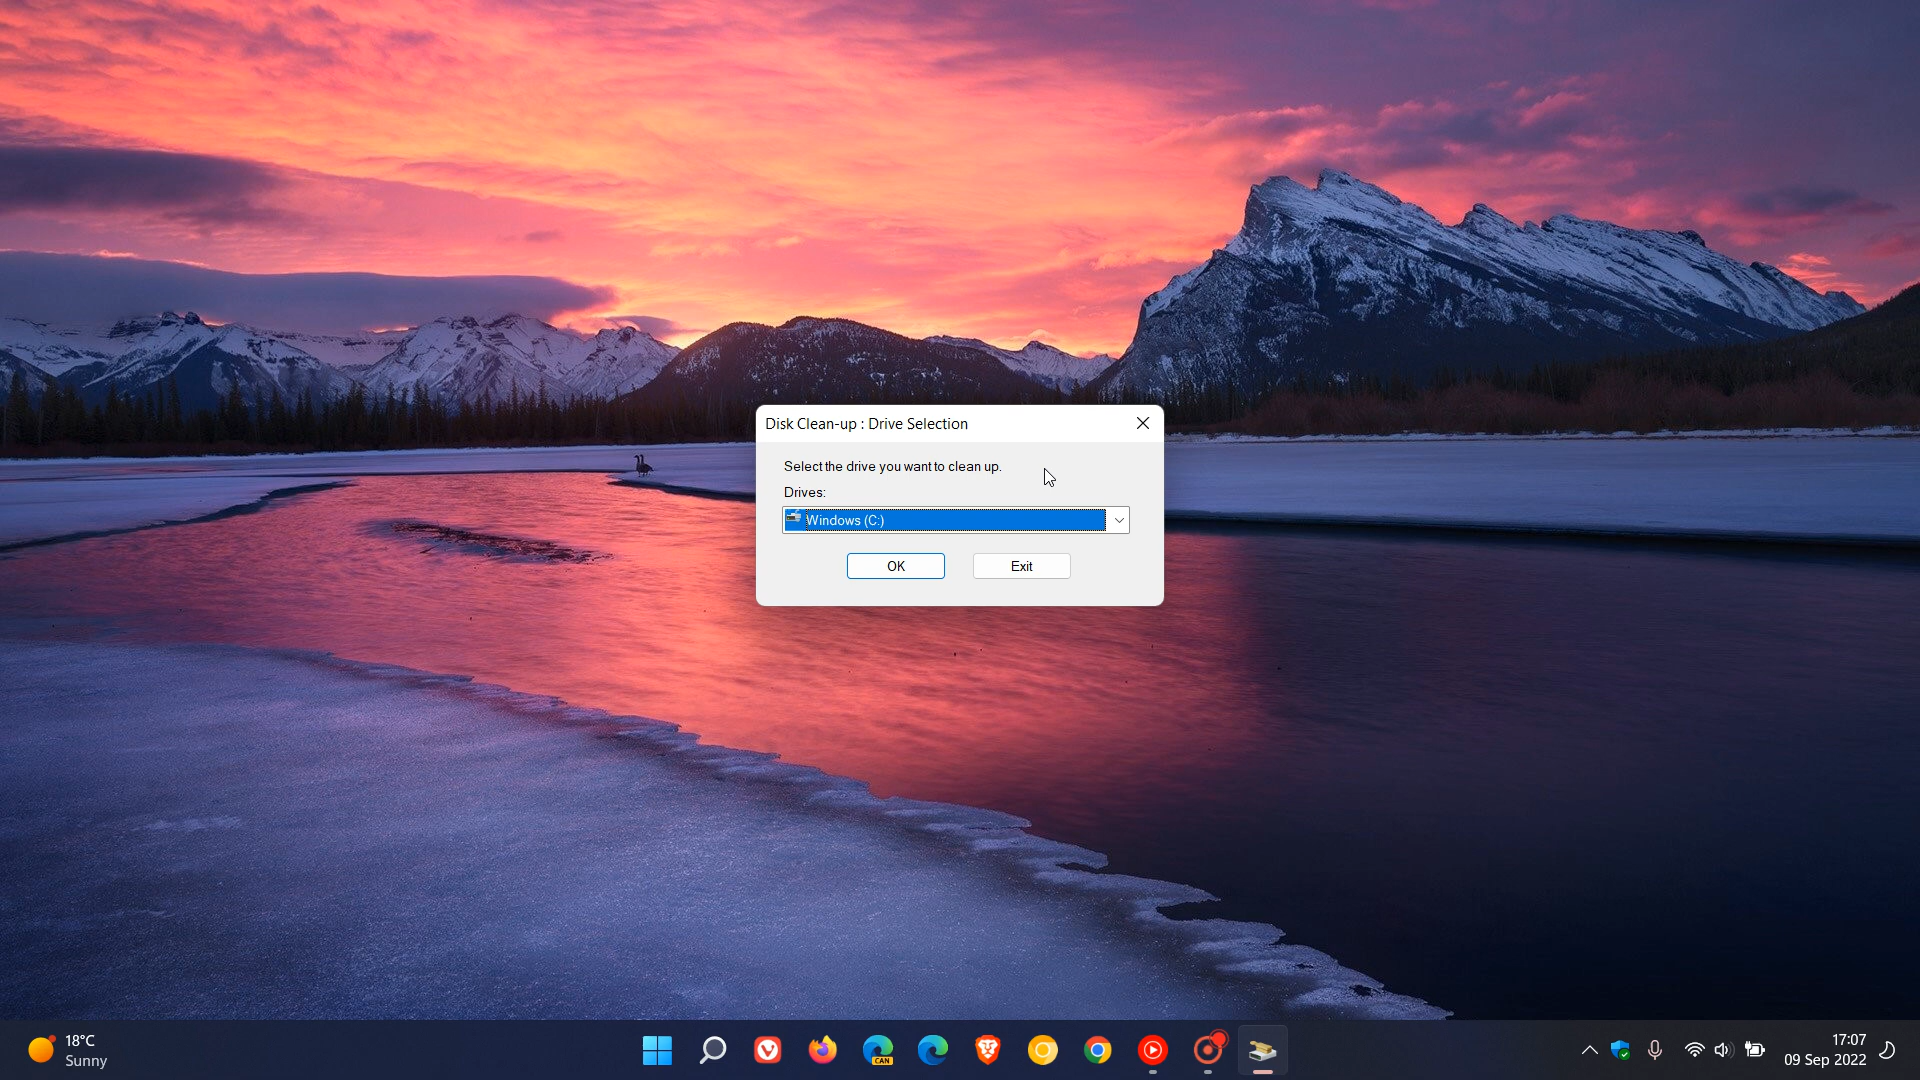 Disk Clean-up : Drive Selection
Select the drive you want to clean up.
Drives:
Windows (C:)
OK
Exit
18°C
Sunny
CAN
17:07
09 Sep 2022